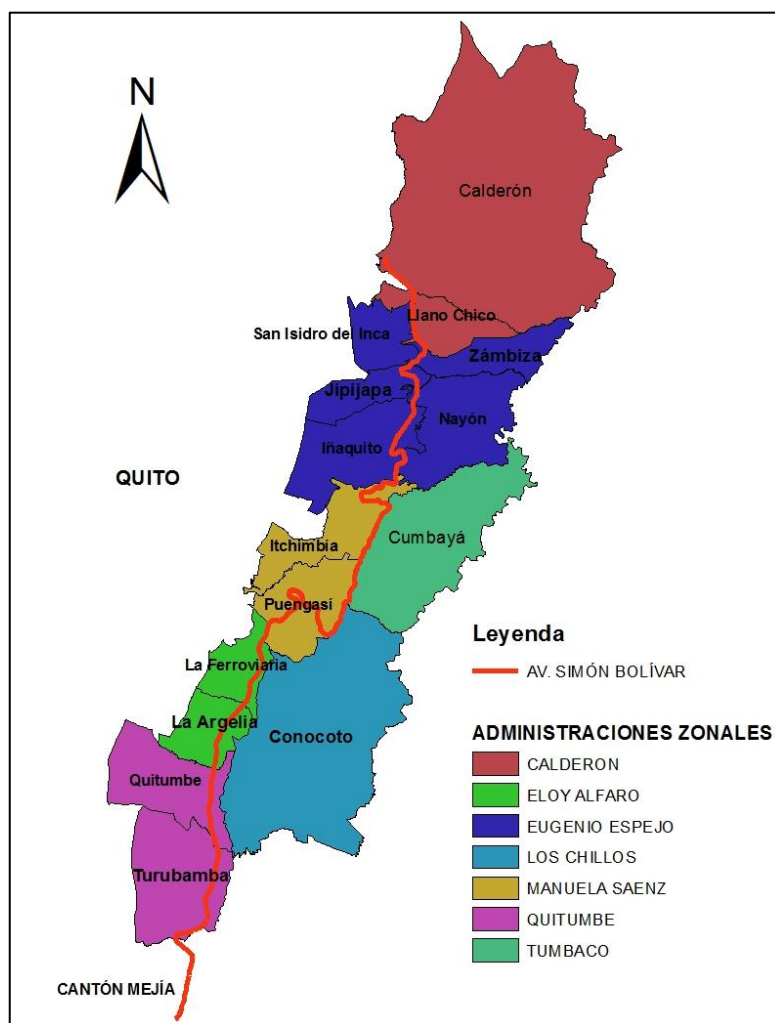 N
Calderón
Llano Chico
San Isidro del Inca
Zámbiza
Jipijapa
Nayón
Iñaquito
QUITO
Cumbayá
Itchimbía
Puengasí
La Ferroviaria
La Argelia
Conocoto
Quitumbe
Turubamba
CANTÓN MEJÍA
Leyenda
AV. SIMÓN BOLÍVAR
ADMINISTRACIONES ZONALES
CALDERON
ELOY ALFARO
EUGENIO ESPEJO
LOS CHILLOS
MANUELA SAENZ
QUITUMBE
TUMBACO